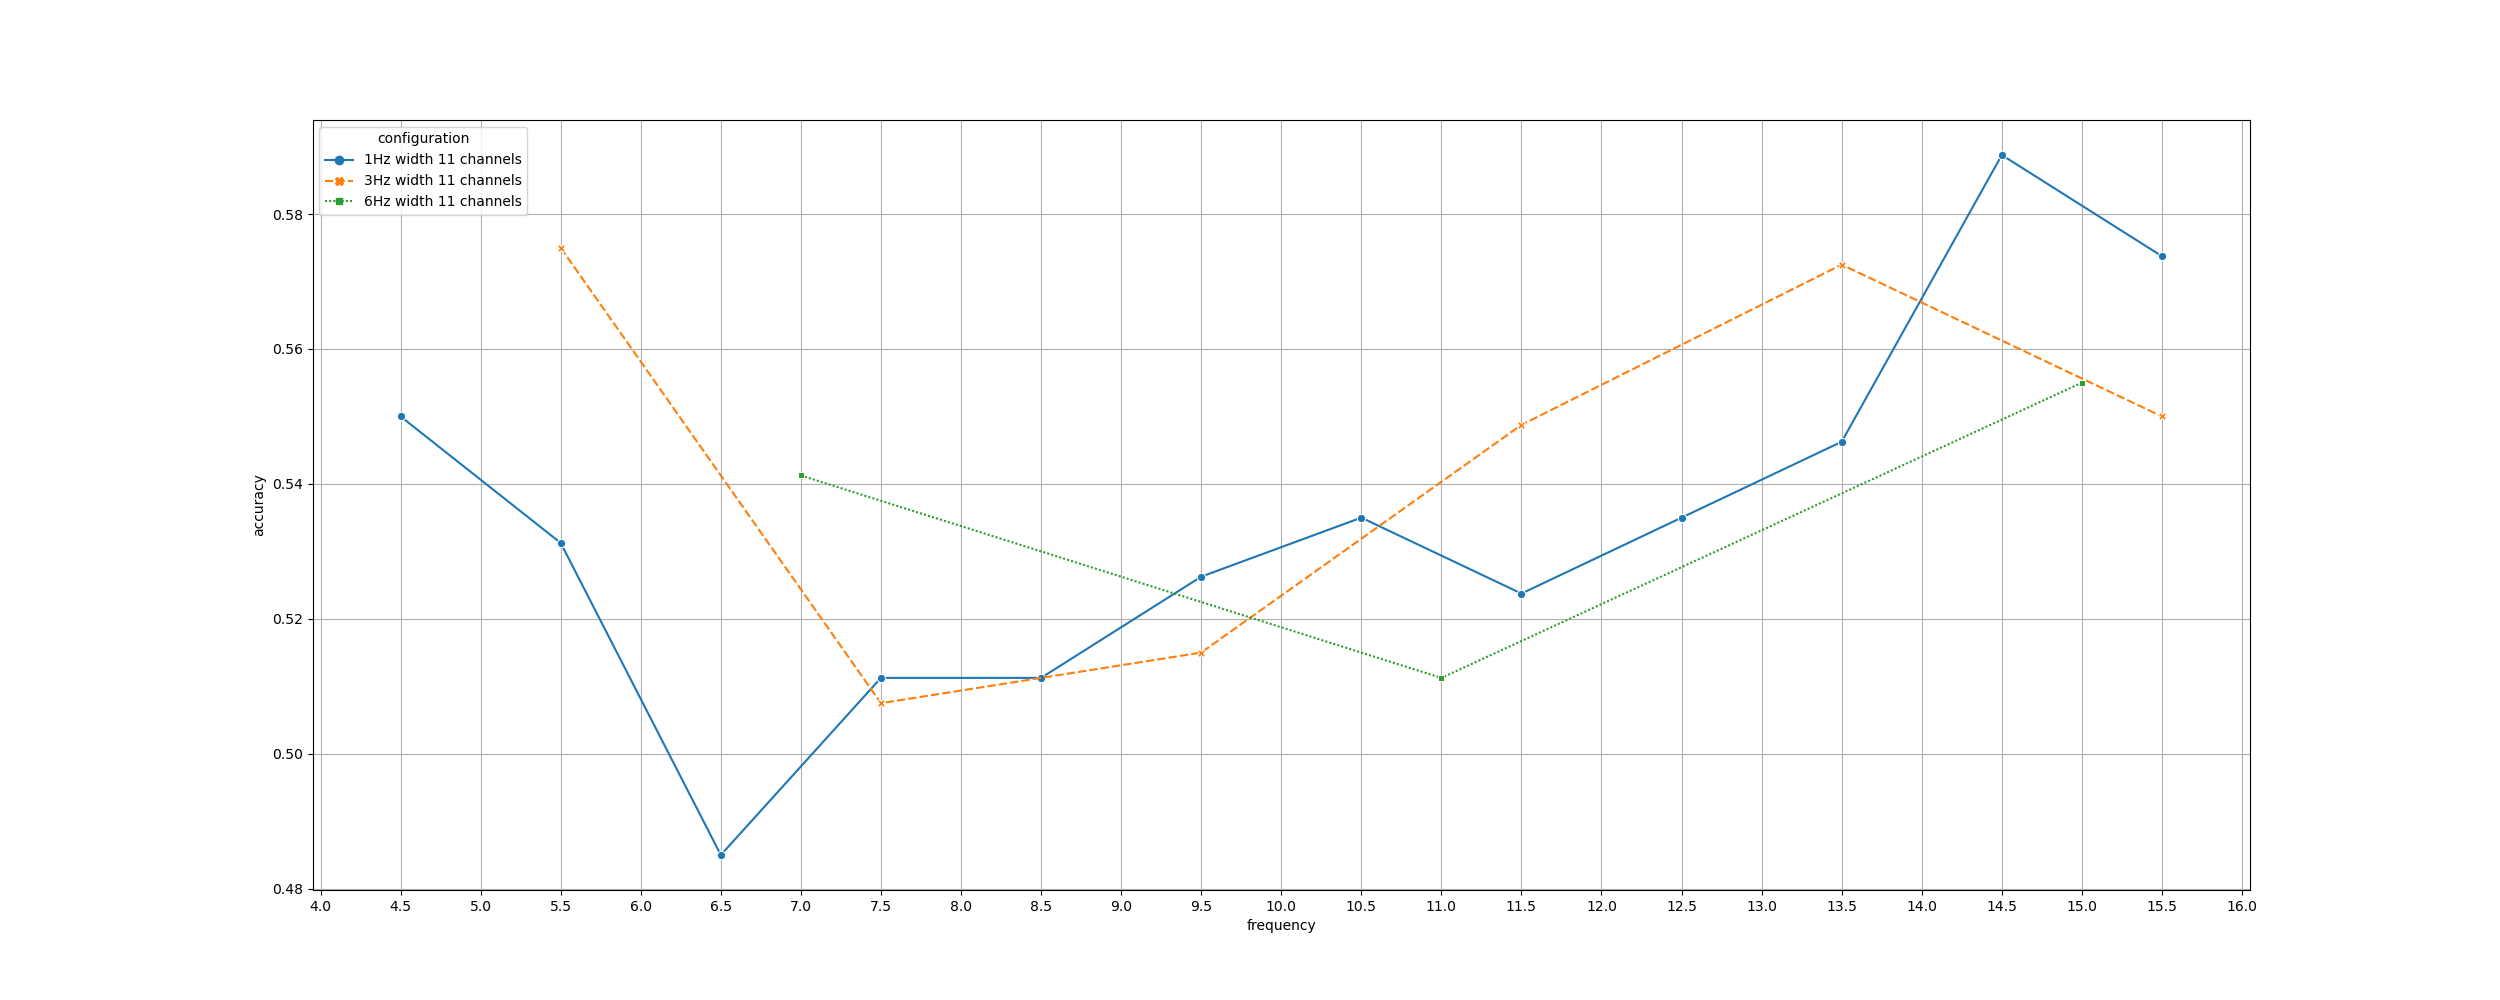 configuration
1Hz width 11 channels
3Hz width 11 channels
6Hz width 11 channels
0.58
0.56
0.54
0.52
0.50
0.48
accuracy
4.0 4.5 5.0 5.5 6.0 6.5 7.0 7.5 8.0 8.5 9.0 9.5 10.0 10.5 11.0 11.5 12.0 12.5 13.0 13.5 14.0 14.5 15.0 15.5 16.0
frequency